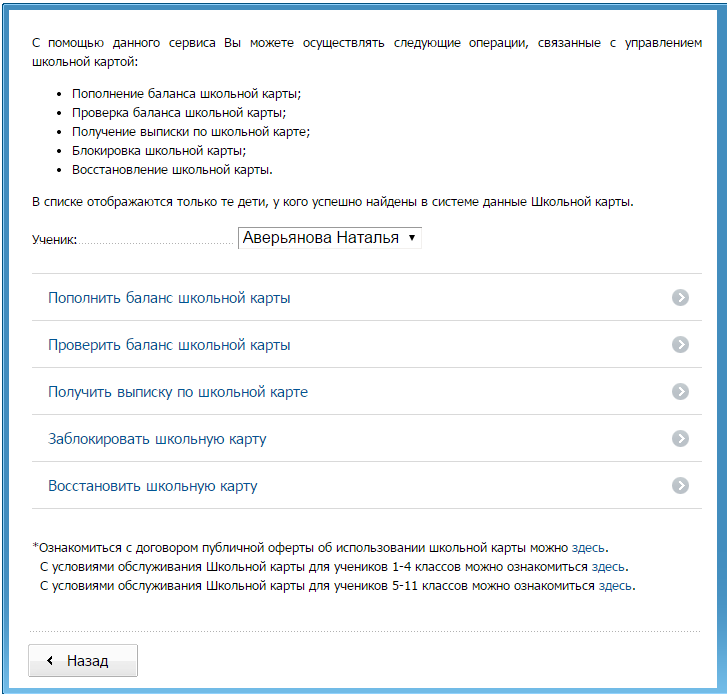 С помощью данного сервиса Вы можете осуществлять следующие операции, связанные с управлением
школьной картой:
• Пополнение баланса школьной карты;
• Проверка баланса школьной карты;
• Получение выписки по школьной карте;
• Блокировка школьной карты;
• Восстановление школьной карты.
В списке отображаются только те дети, у кого успешно найдены в системе данные Школьной карты.
Ученик: Аверьянова Наталья
Пополнить баланс школьной карты
Проверить баланс школьной карты
Получить выписку по школьной карте
Заблокировать школьную карту
Восстановить школьную карту
*Ознакомиться с договором публичной оферты об использовании школьной карты можно здесь.
С условиями обслуживания Школьной карты для учеников 1-4 классов можно ознакомиться здесь.
С условиями обслуживания Школьной карты для учеников 5-11 классов можно ознакомиться здесь.
Назад